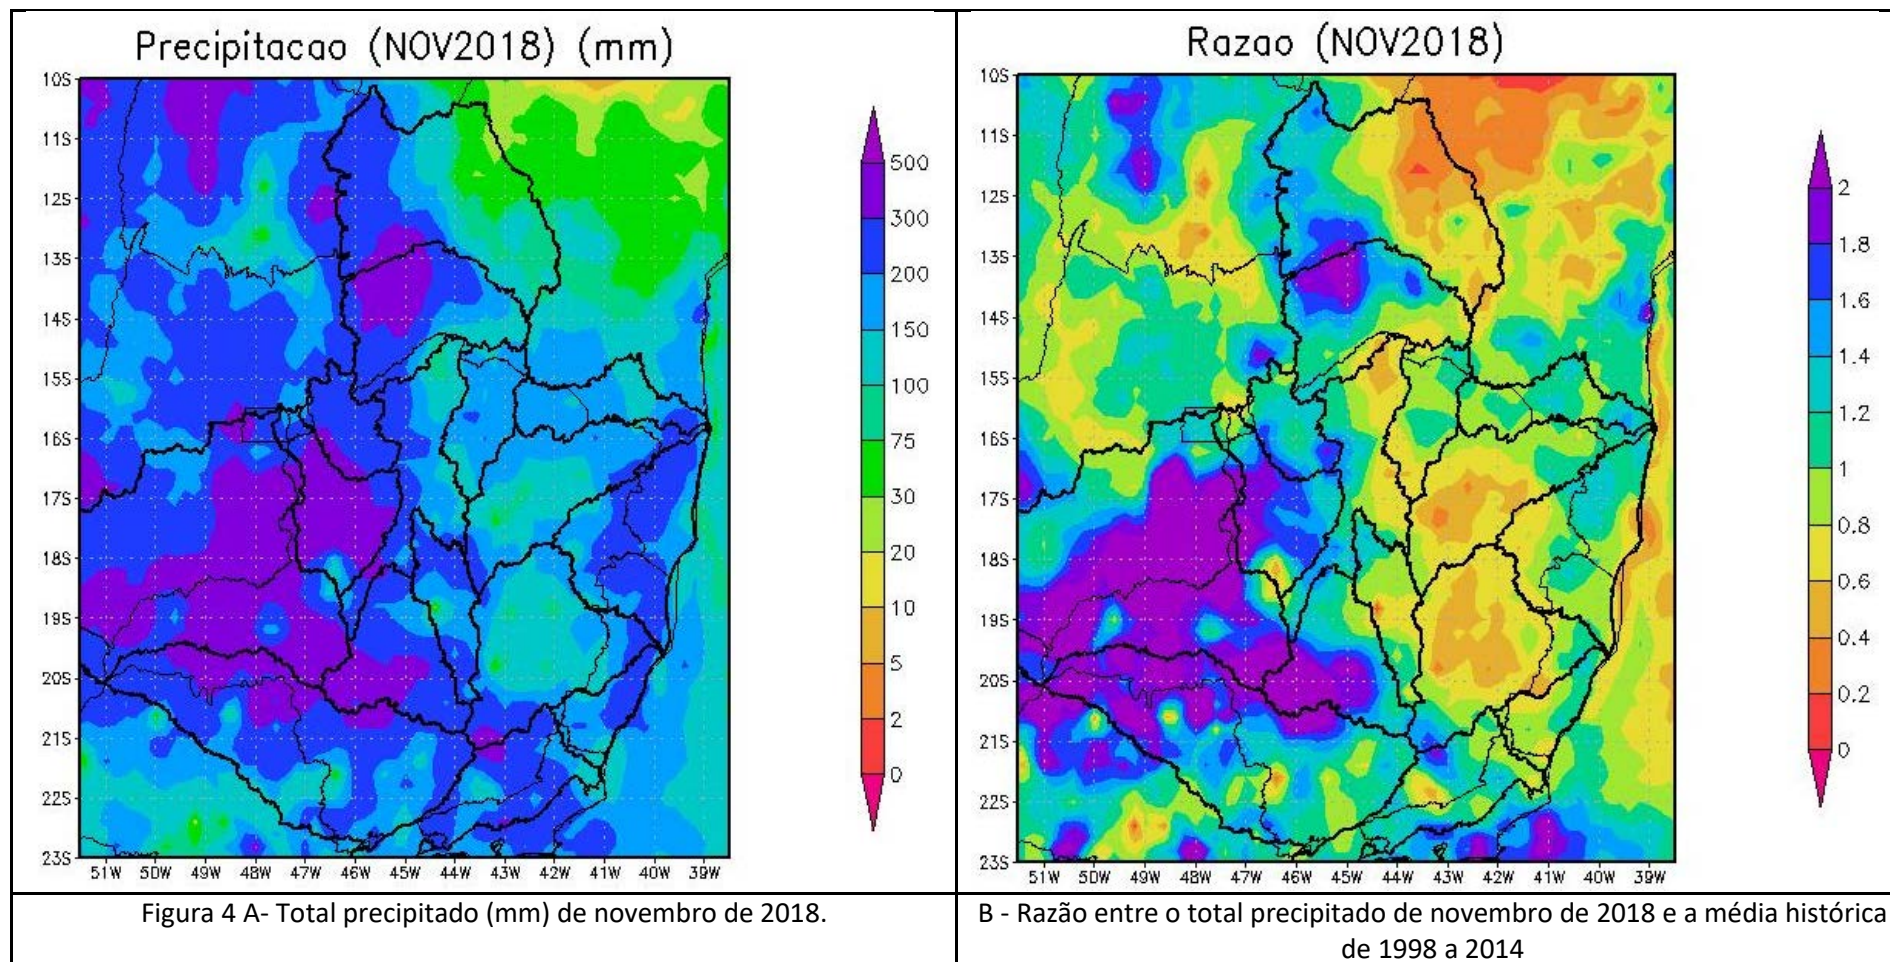 Precipitacao (NOV2018) (mm)
10S
11S
12S
13S
14S
15S
16S
17S
18S
19S
20S
21S
22S
23S
51W 50W 49W 48W 47W 46W 45W 44W 43W 42W 41W 40W 39W
500
300
200
150
100
75
30
20
10
5
2
0
Figura 4 A- Total precipitado (mm) de novembro de 2018.
Razao (NOV2018)
10S
11S
12S
13S
14S
15S
16S
17S
18S
19S
20S
21S
22S
23S
51W 50W 49W 48W 47W 46W 45W 44W 43W 42W 41W 40W 39W
2
1.8
1.6
1.4
1.2
1
0.8
0.6
0.4
0.2
0
B - Razão entre o total precipitado de novembro de 2018 e a média histórica
de 1998 a 2014